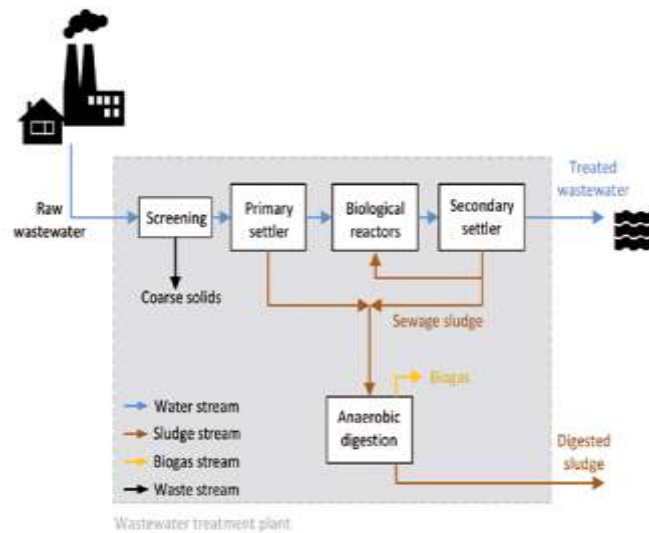 Treated
wastewater
Raw
wastewater
Screening
Primary
settler
Biological
reactors
Secondary
settler
Coarse solids
Sewage sludge
Biogas
Anaerobic
digestion
Water stream
Sludge stream
Biogas stream
Waste stream
Digested
sludge
Wastewater treatment plant